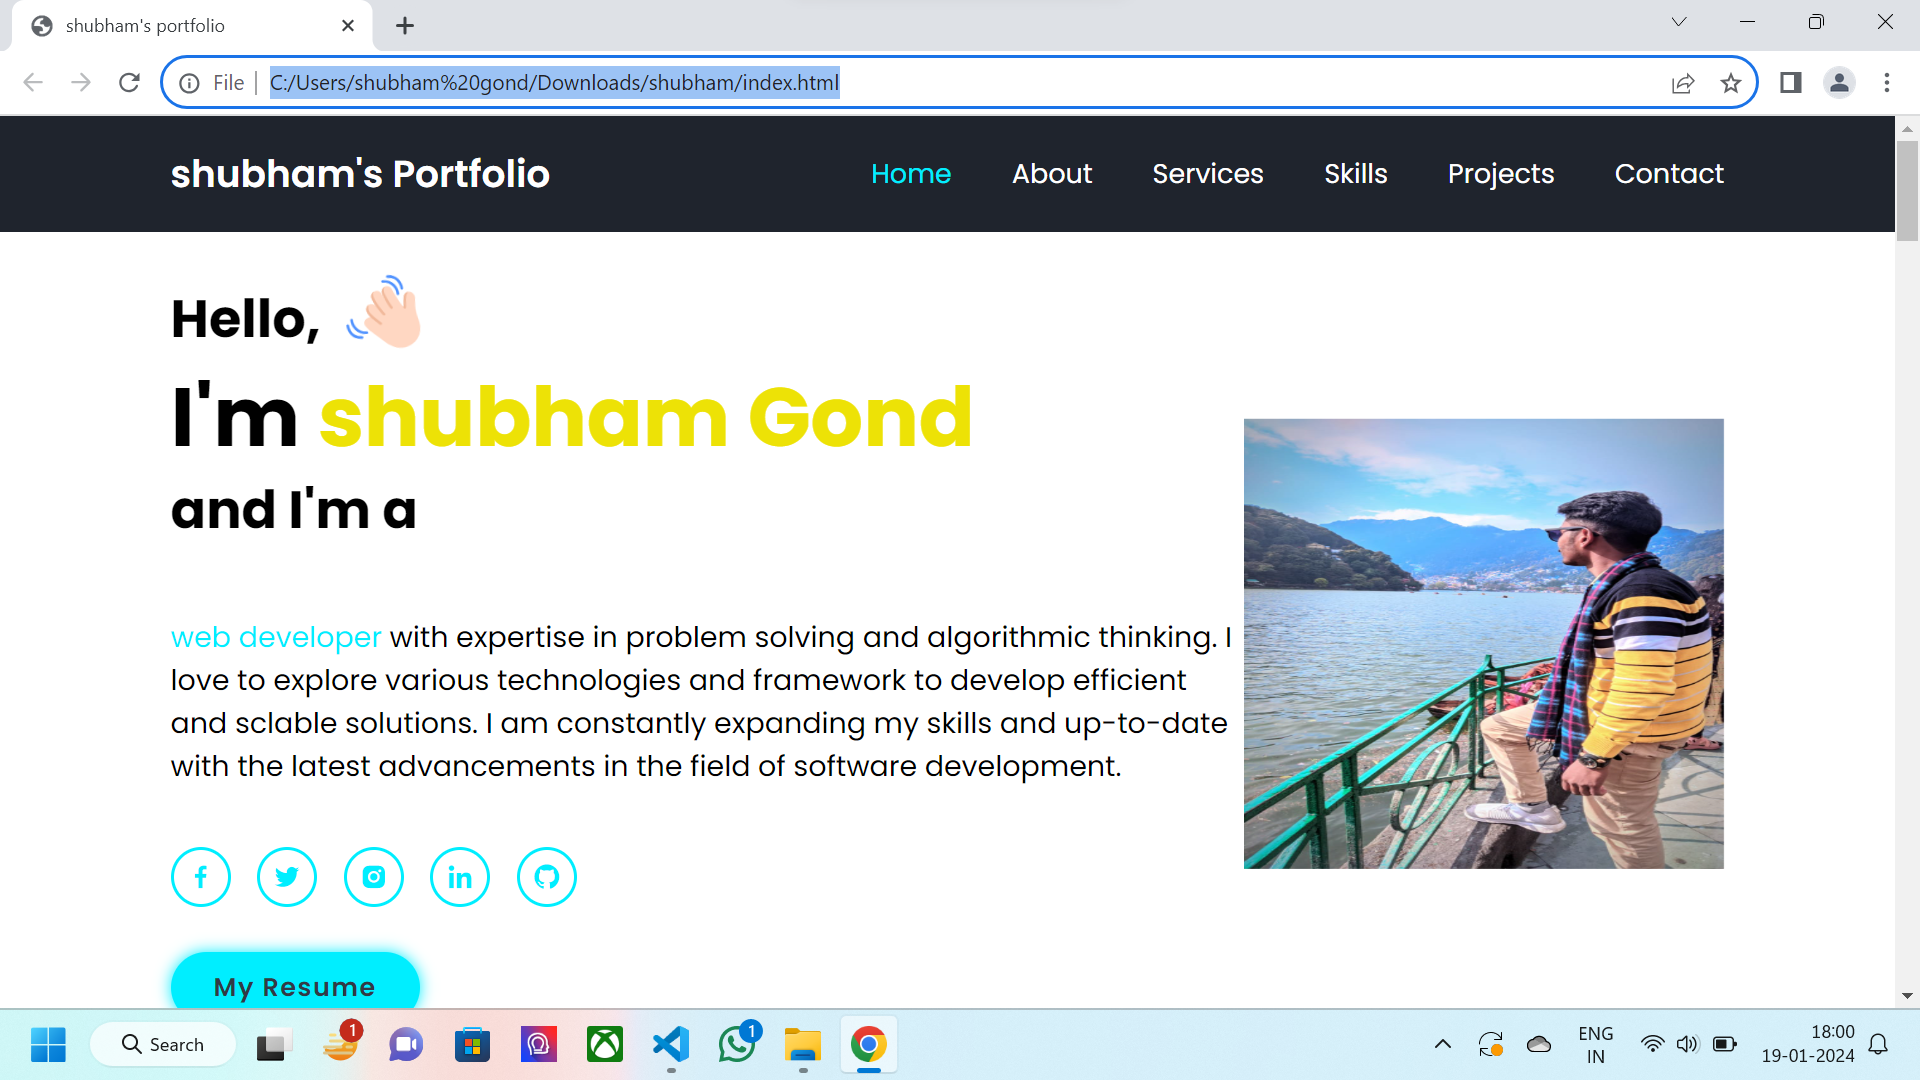 shubham's portfolio
File
C:/Users/shubham%20gond/Downloads/shubham/index.html
shubham's Portfolio
Home About Services Skills Projects Contact
Hello,
I'm shubham Gond
and I'm a
web developer with expertise in problem solving and algorithmic thinking. I
love to explore various technologies and framework to develop efficient
and sclable solutions. I am constantly expanding my skills and up-to-date
with the latest advancements in the field of software development.
My Resume
Search
1
1
ENG
IN
18:00
19-01-2024